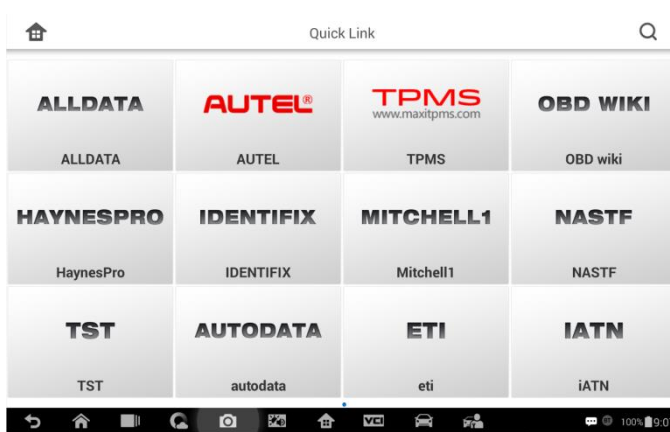 Quick Link
ALLDATA
AUTEL®
TPMS
www.maxitpms.com
OBD WIKI
ALLDATA
AUTEL
TPMS
OBD wiki
HAYNESPRO
IDENTIFIX
MITCHELL1
NASTF
HaynesPro
IDENTIFIX
Mitchell1
NASTF
TST
AUTODATA
ETI
IATN
TST
autodata
eti
iATN
VCI
100%